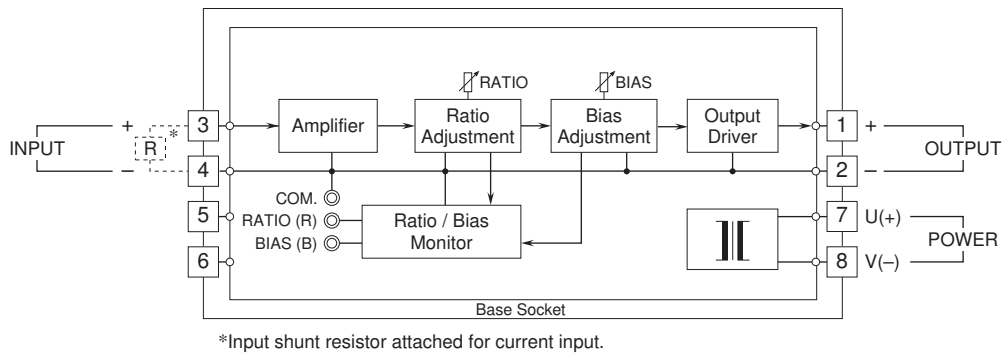 RATIO
BIAS
Amplifier
Ratio
Adjustment
Bias
Adjustment
Output
Driver
INPUT
+
R
*
−
3
4
5
6
COM.
RATIO (R)
BIAS (B)
Ratio / Bias
Monitor
1
+
OUTPUT
2
−
7
U(+)
POWER
8
V(−)
Base Socket
*Input shunt resistor attached for current input.